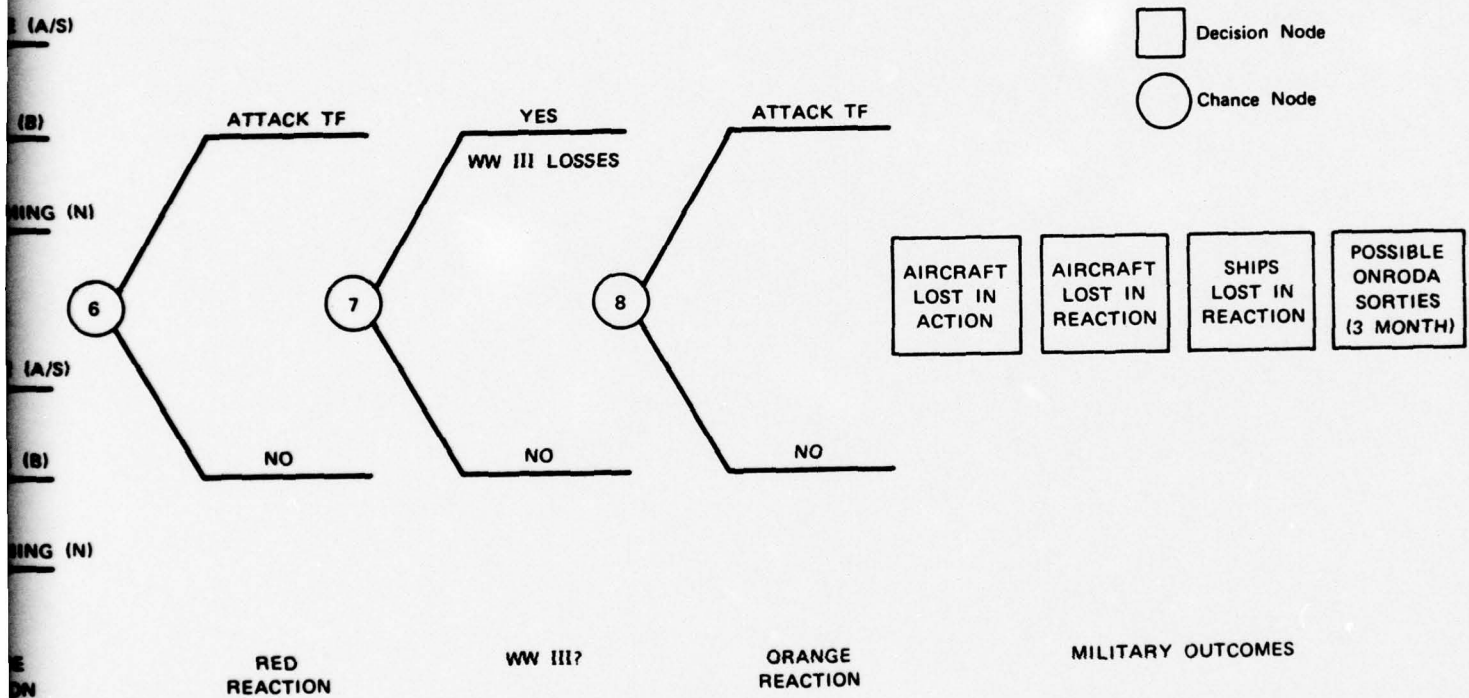 (A/S)
Decision Node
Chance Node
(B)
ATTACK TF
YES
ATTACK TF
WW III LOSSES
(N)
6
7
8
AIRCRAFT
LOST IN
ACTION
AIRCRAFT
LOST IN
REACTION
SHIPS
LOST IN
REACTION
POSSIBLE
ONRODA
SORTIES
(3 MONTH)
(A/S)
(B)
NO
NO
NO
(N)
RED
REACTION
WW III?
ORANGE
REACTION
MILITARY OUTCOMES